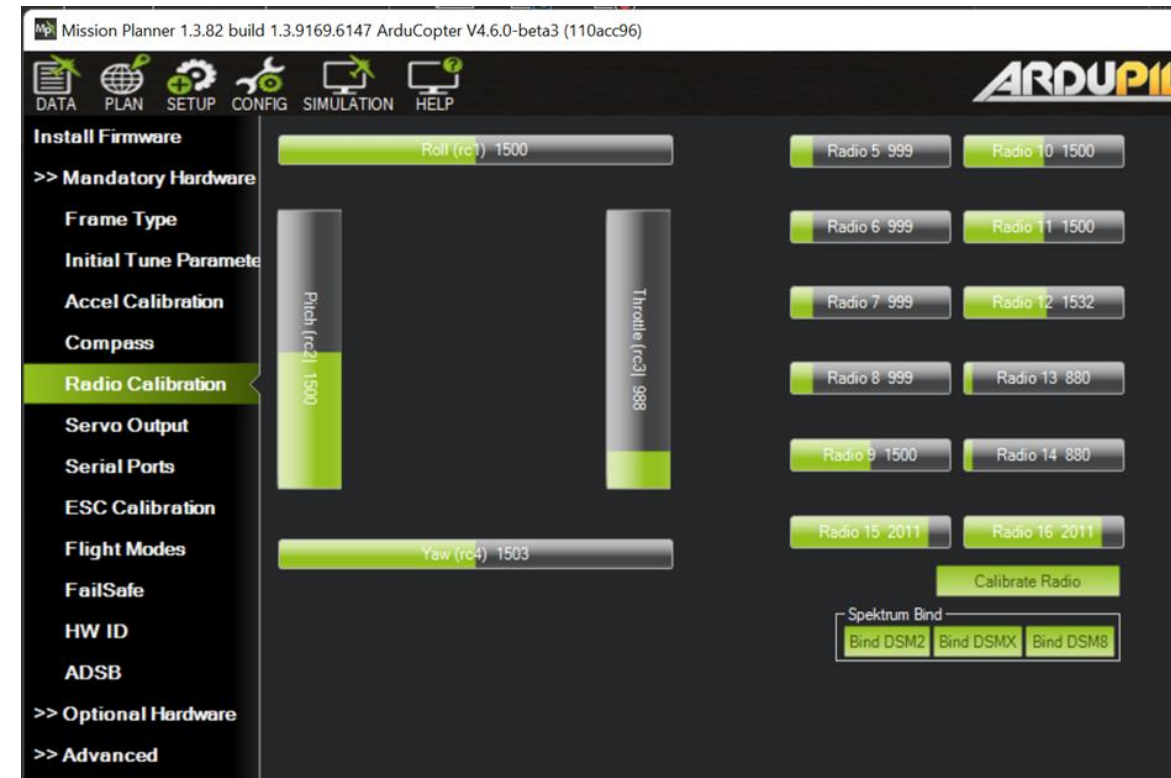 Mission Planner 1.3.82 build 1.3.9169.6147 ArduCopter V4.6.0-beta3 (110acc96)
DATA PLAN SETUP CONFIG SIMULATION HELP
Install Firmware
>> Mandatory Hardware
Frame Type
Initial Tune Paramete
Accel Calibration
Compass
Radio Calibration
Servo Output
Serial Ports
ESC Calibration
Flight Modes
FailSafe
HW ID
ADSB
>> Optional Hardware
>> Advanced
Roll (rc1) 1500
Pitch (rc2) 1500
Throttle (rc3) 988
Yaw (rc4) 1503
Radio 5 999
Radio 10 1500
Radio 6 999
Radio 11 1500
Radio 7 999
Radio 12 1532
Radio 8 999
Radio 13 880
Radio 9 1500
Radio 14 880
Radio 15 2011
Radio 16 2011
Calibrate Radio
Spektrum Bind
Bind DSM2 Bind DSMX Bind DSM8